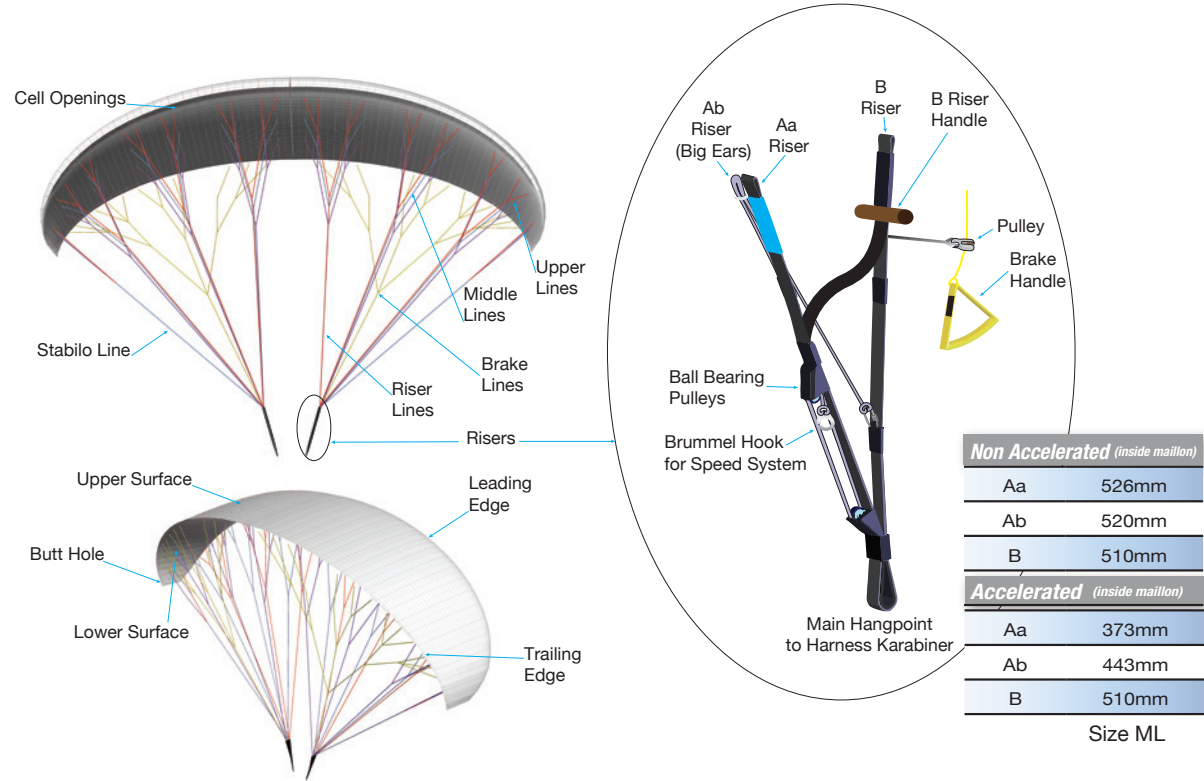 Cell Openings
Upper
Lines
Middle
Lines
Stabilo Line
Brake
Lines
Riser
Lines
Risers
Upper Surface
Leading
Edge
Butt Hole
Lower Surface
Trailing
Edge
Ab
Riser
(Big Ears)
Aa
Riser
B
Riser
B Riser
Handle
Pulley
Brake
Handle
Ball Bearing
Pulleys
Brummel Hook
for Speed System
Main Hangpoint
to Harness Karabiner
Non Accelerated (inside maillon)
Aa 526mm
Ab 520mm
B 510mm
Accelerated (inside maillon)
Aa 373mm
Ab 443mm
B 510mm
Size ML